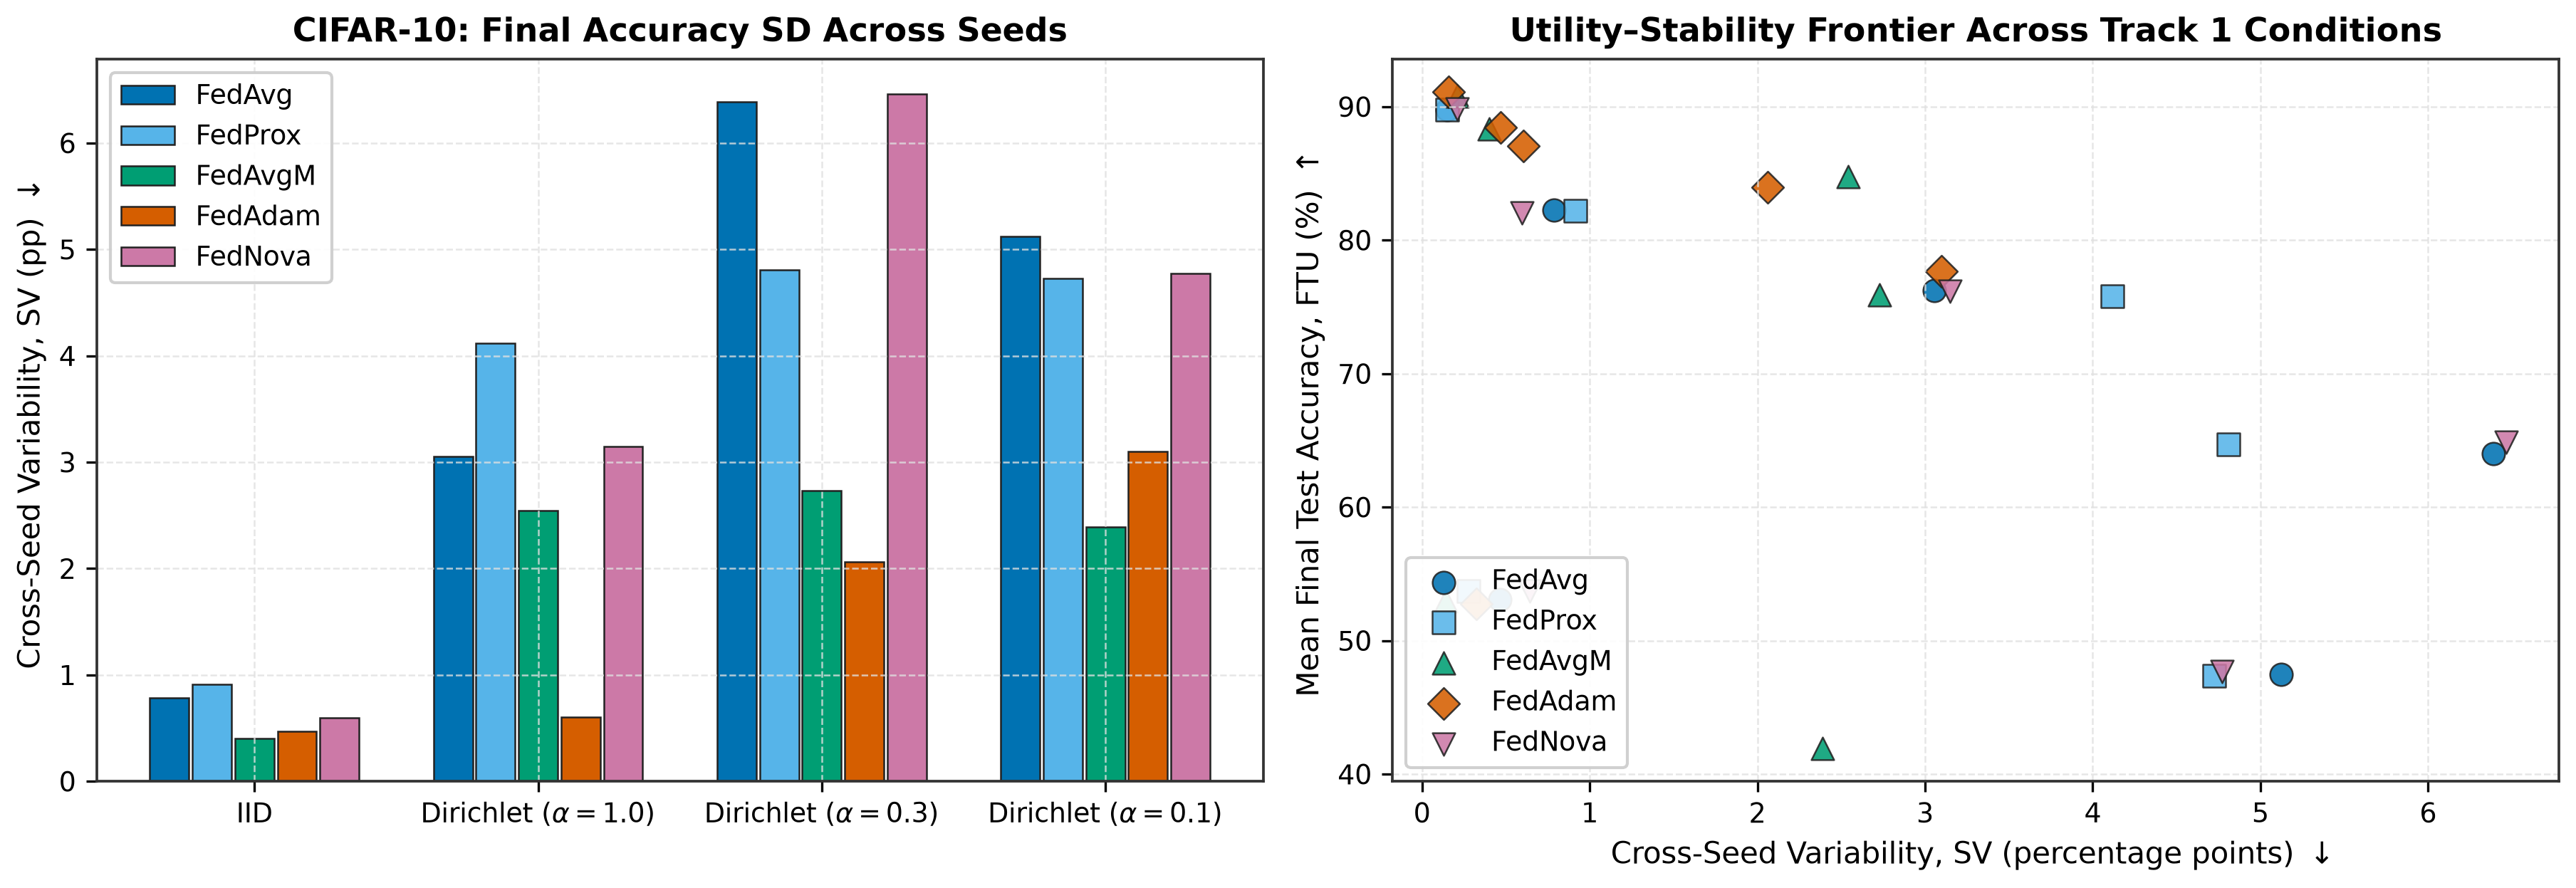 CIFAR-10: Final Accuracy SD Across Seeds
Cross-Seed Variability, SV (pp) ↓
6
5
4
3
2
1
0
FedAvg
FedProx
FedAvgM
FedAdam
FedNova
IID
Dirichlet (α = 1.0)
Dirichlet (α = 0.3)
Dirichlet (α = 0.1)
Utility–Stability Frontier Across Track 1 Conditions
Mean Final Test Accuracy, FTU (%) ↑
90
80
70
60
50
40
FedAvg
FedProx
FedAvgM
FedAdam
FedNova
0
1
2
3
4
5
6
Cross-Seed Variability, SV (percentage points) ↓